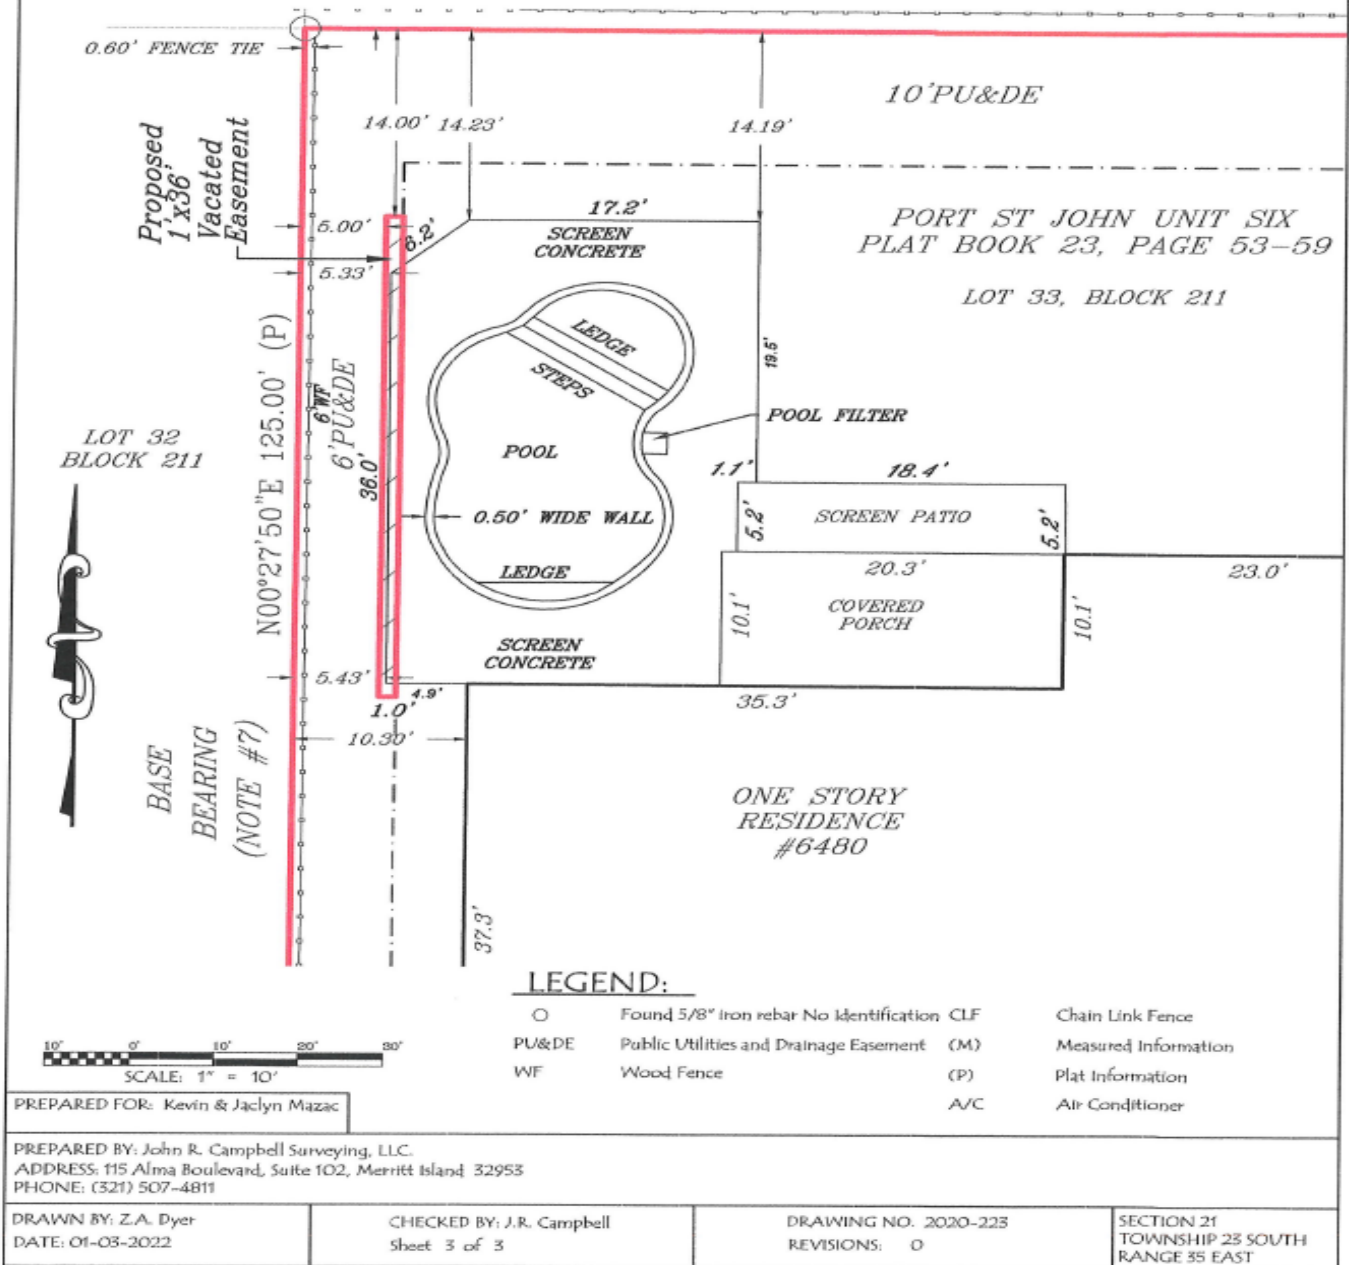 0.60' FENCE TIE
10'PU&DE
14.00' 14.23'
14.19'
Proposed
1'x36'
Vacated
Easement
5.00'
6.2'
17.2'
SCREEN
CONCRETE
5.33'
PORT ST JOHN UNIT SIX
PLAT BOOK 23, PAGE 53-59
LOT 33, BLOCK 211
LEDGE
STEPS
19.5'
N00°27'50"E 125.00' (P)
6'WF
6'PU&DE
36.0'
POOL FILTER
LOT 32
BLOCK 211
POOL
1.1'
18.4'
0.50' WIDE WALL
5.2'
SCREEN PATIO
5.2'
LEDGE
20.3'
23.0'
10.1'
COVERED
PORCH
10.1'
SCREEN
CONCRETE
5.43'
4.9'
1.0'
35.3'
10.30'
BASE
BEARING
(NOTE #7)
ONE STORY
RESIDENCE
#6480
37.3'
LEGEND:
Found 5/8" iron rebar No Identification CLF Chain Link Fence
PU&DE Public Utilities and Drainage Easement (M) Measured Information
WF Wood Fence (P) Plat Information
A/C Air Conditioner
10' 0' 10' 20' 30'
SCALE: 1" = 10'
PREPARED FOR: Kevin & Jaclyn Mazac
PREPARED BY: John R. Campbell Surveying, LLC.
ADDRESS: 115 Alma Boulevard, Suite 102, Merritt Island 32953
PHONE: (321) 507-4811
DRAWN BY: Z.A. Dyer
DATE: 01-03-2022
CHECKED BY: J.R. Campbell
Sheet 3 of 3
DRAWING NO. 2020-223
REVISIONS: 0
SECTION 21
TOWNSHIP 23 SOUTH
RANGE 35 EAST